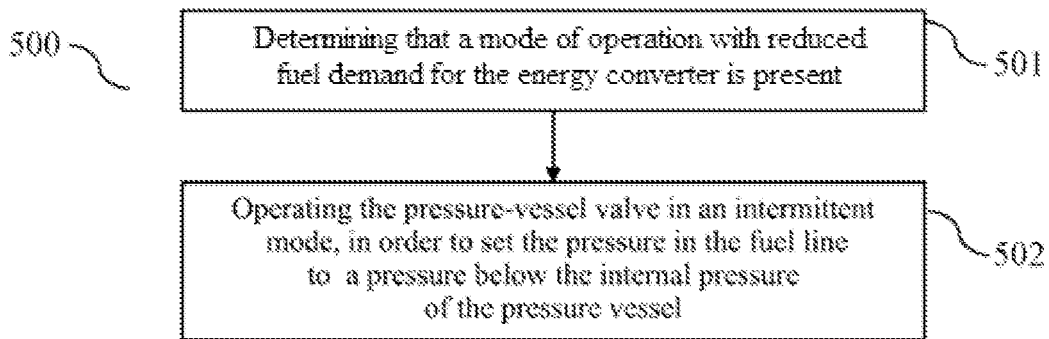 500
Determining that a mode of operation with reduced
fuel demand for the energy converter is present
501
Operating the pressure-vessel valve in an intermittent
mode, in order to set the pressure in the fuel line
to a pressure below the internal pressure
of the pressure vessel
502